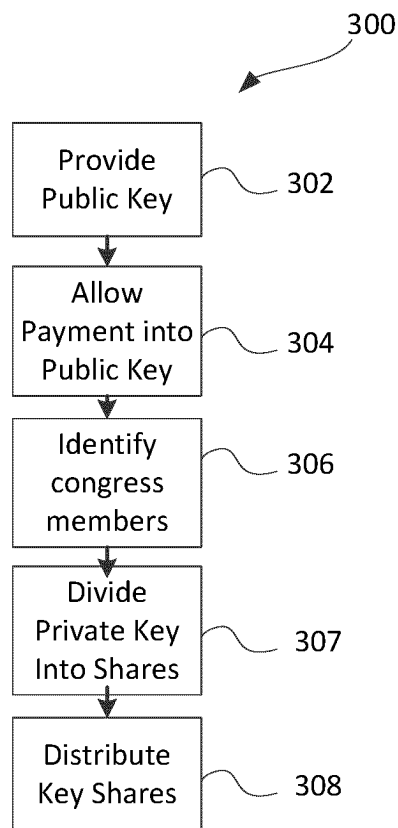 300
Provide
Public Key
302
Allow
Payment into
Public Key
304
Identify
congress
members
306
Divide
Private Key
Into Shares
307
Distribute
Key Shares
308